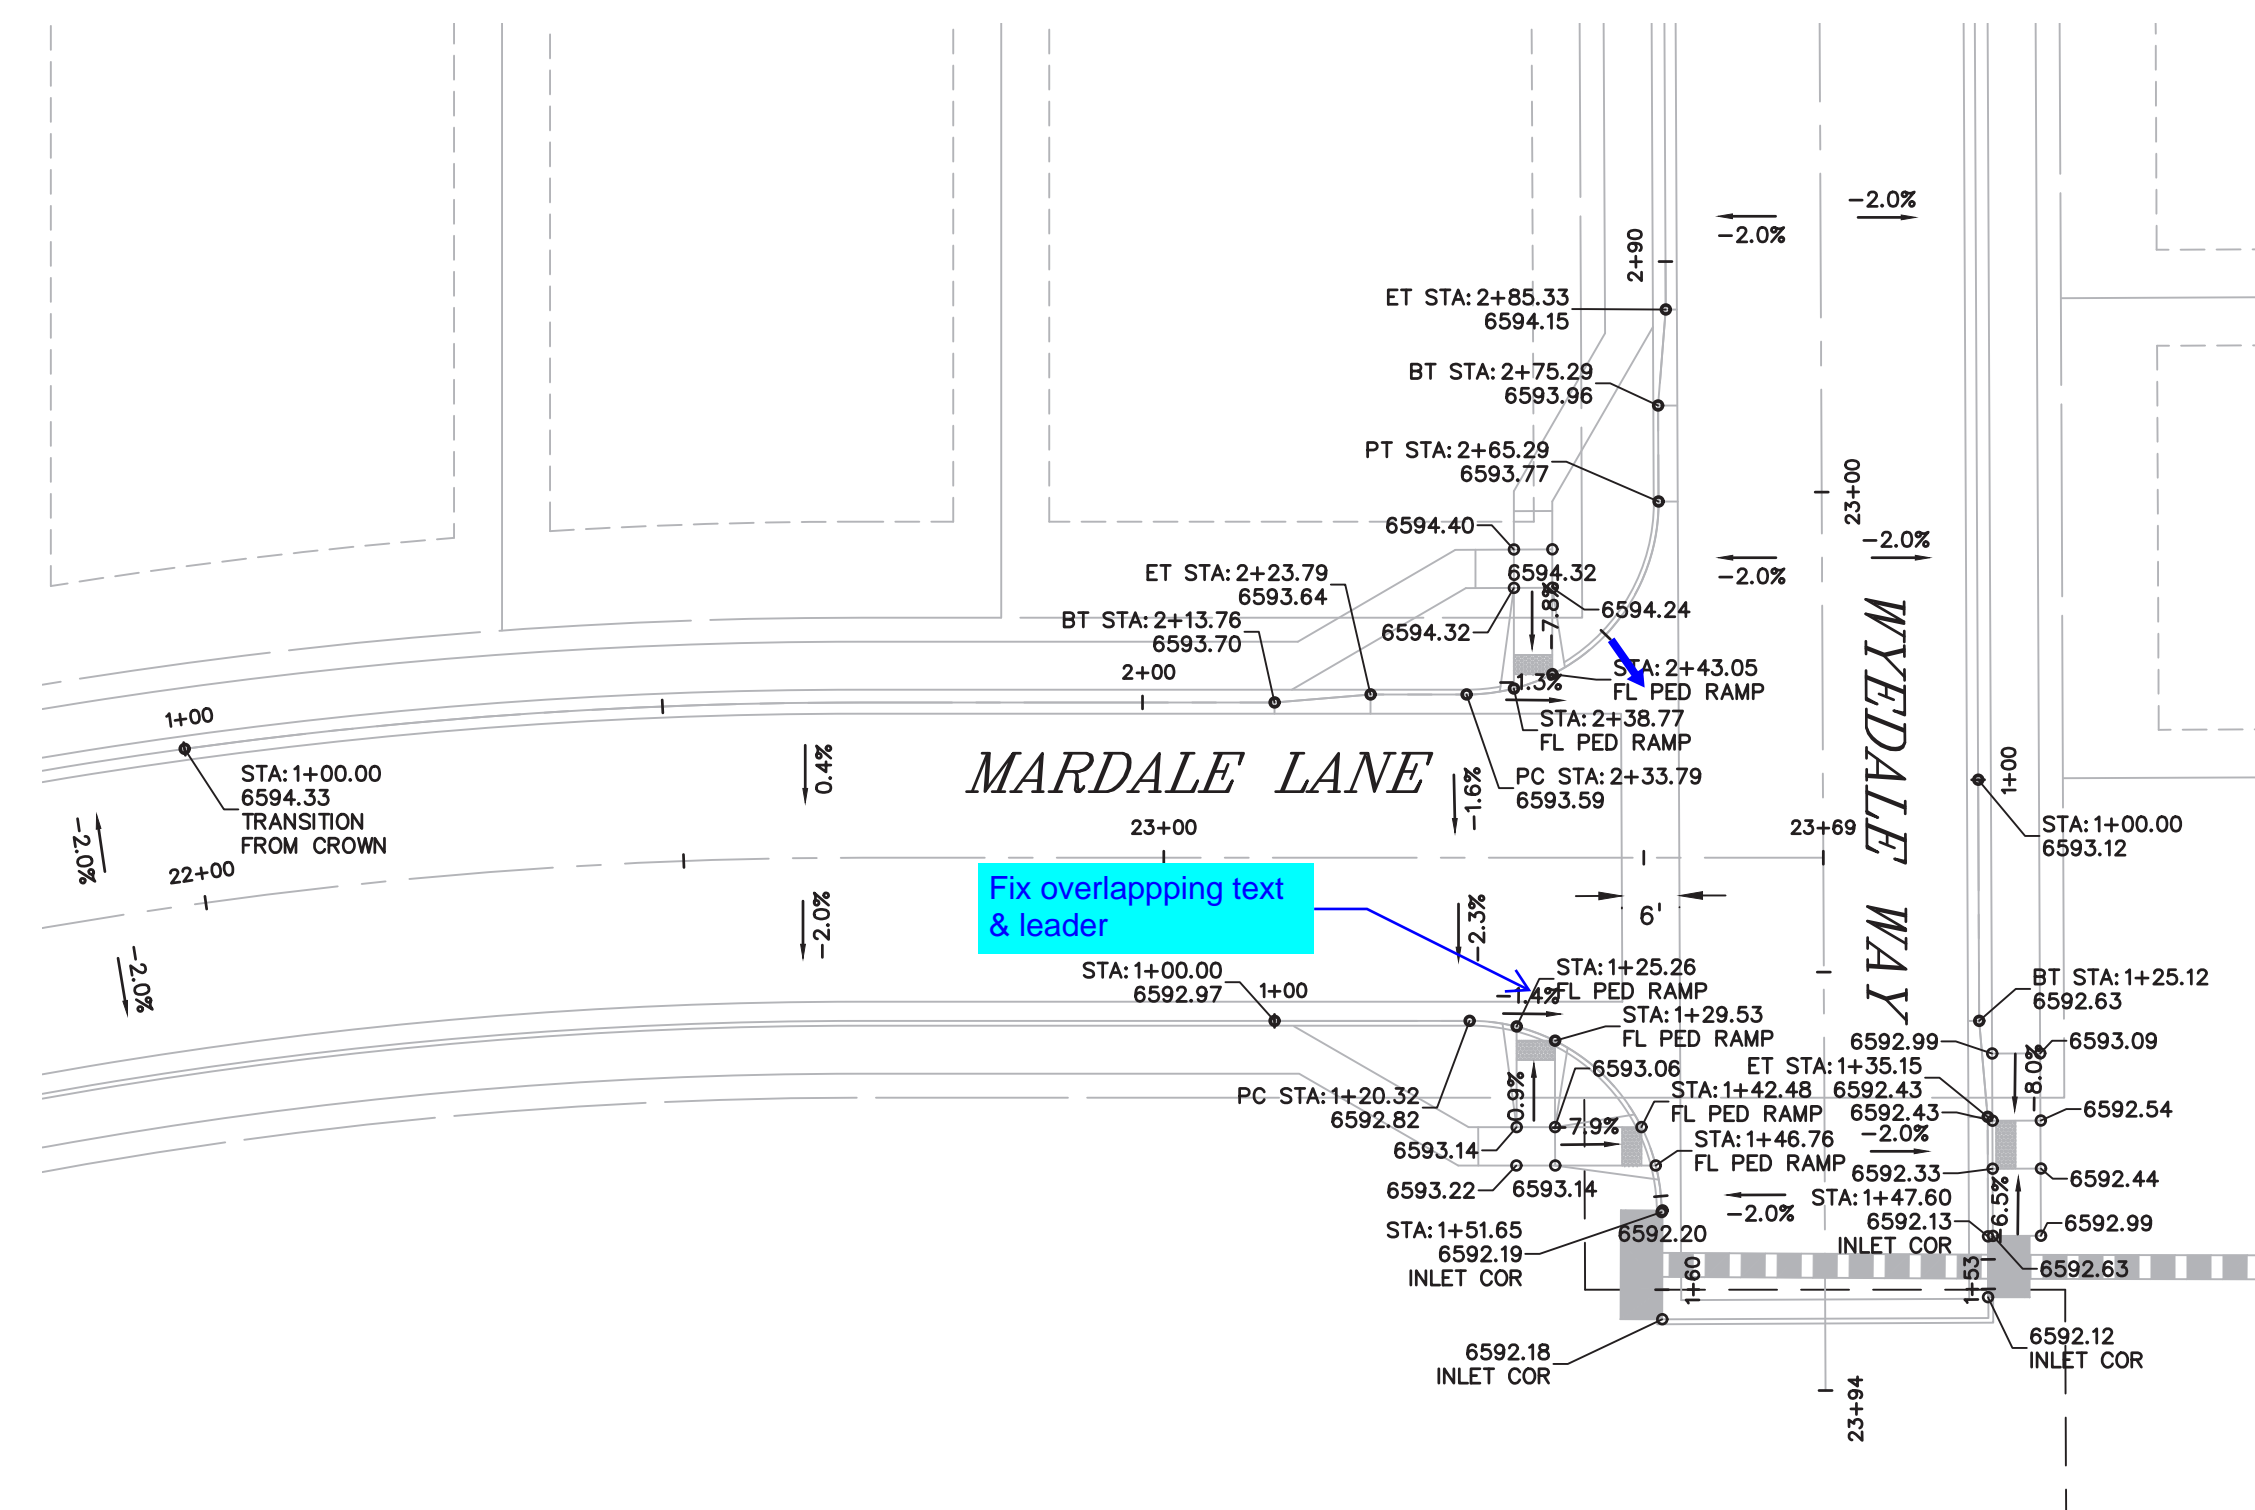 -2.0%
-2.0%
2+90
ET STA:2+85.33
6594.15
BT STA:2+75.29
6593.96
PT STA:2+65.29
6593.77
23+00
6594.40
-2.0%
-2.0%
ET STA:2+23.79
6593.64
6594.32
-7.8%
6594.24
BT STA:2+13.76
6593.70
6594.32
2+00
STA:2+43.05
FL PED RAMP
-1.3%
1+00
STA:2+38.77
FL PED RAMP
STA:1+00.00
6594.33
TRANSITION
FROM CROWN
0.4%
MARDALE LANE
-1.6%
PC STA:2+33.79
6593.59
WYEDALE WAY
1+00
STA:1+00.00
6593.12
-2.0%
22+00
23+00
23+69
Fix overlappping text
& leader
-2.0%
-2.3%
6'
-2.0%
STA:1+00.00
6592.97
1+00
-1.4%
STA:1+25.26
FL PED RAMP
STA:1+29.53
FL PED RAMP
BT STA:1+25.12
6592.63
6592.99
6593.09
ET STA:1+35.15
6592.43
-8.0%
6593.06
PC STA:1+20.32
6592.82
0.9%
STA:1+42.48
FL PED RAMP
6592.43
6592.54
-7.9%
-2.0%
6593.14
STA:1+46.76
FL PED RAMP
6592.33
6592.44
6593.22
6593.14
-2.0%
STA:1+47.60
6592.13
INLET COR
-6.5%
6592.99
STA:1+51.65
6592.19
INLET COR
6592.20
1+60
1+53
6592.63
6592.18
INLET COR
6592.12
INLET COR
23+94